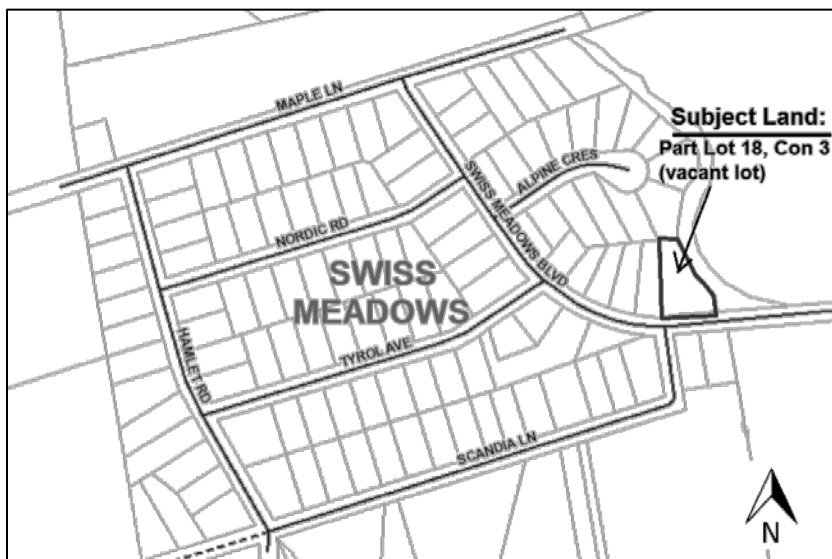 MAPLE LN
Subject Land:
Part Lot 18, Con 3
(vacant lot)
ALPINE CRES
SWISS MEADOWS BLVD
NORDIC RD
SWISS
MEADOWS
HAMLET RD
TYROL AVE
SCANDIA LN
N